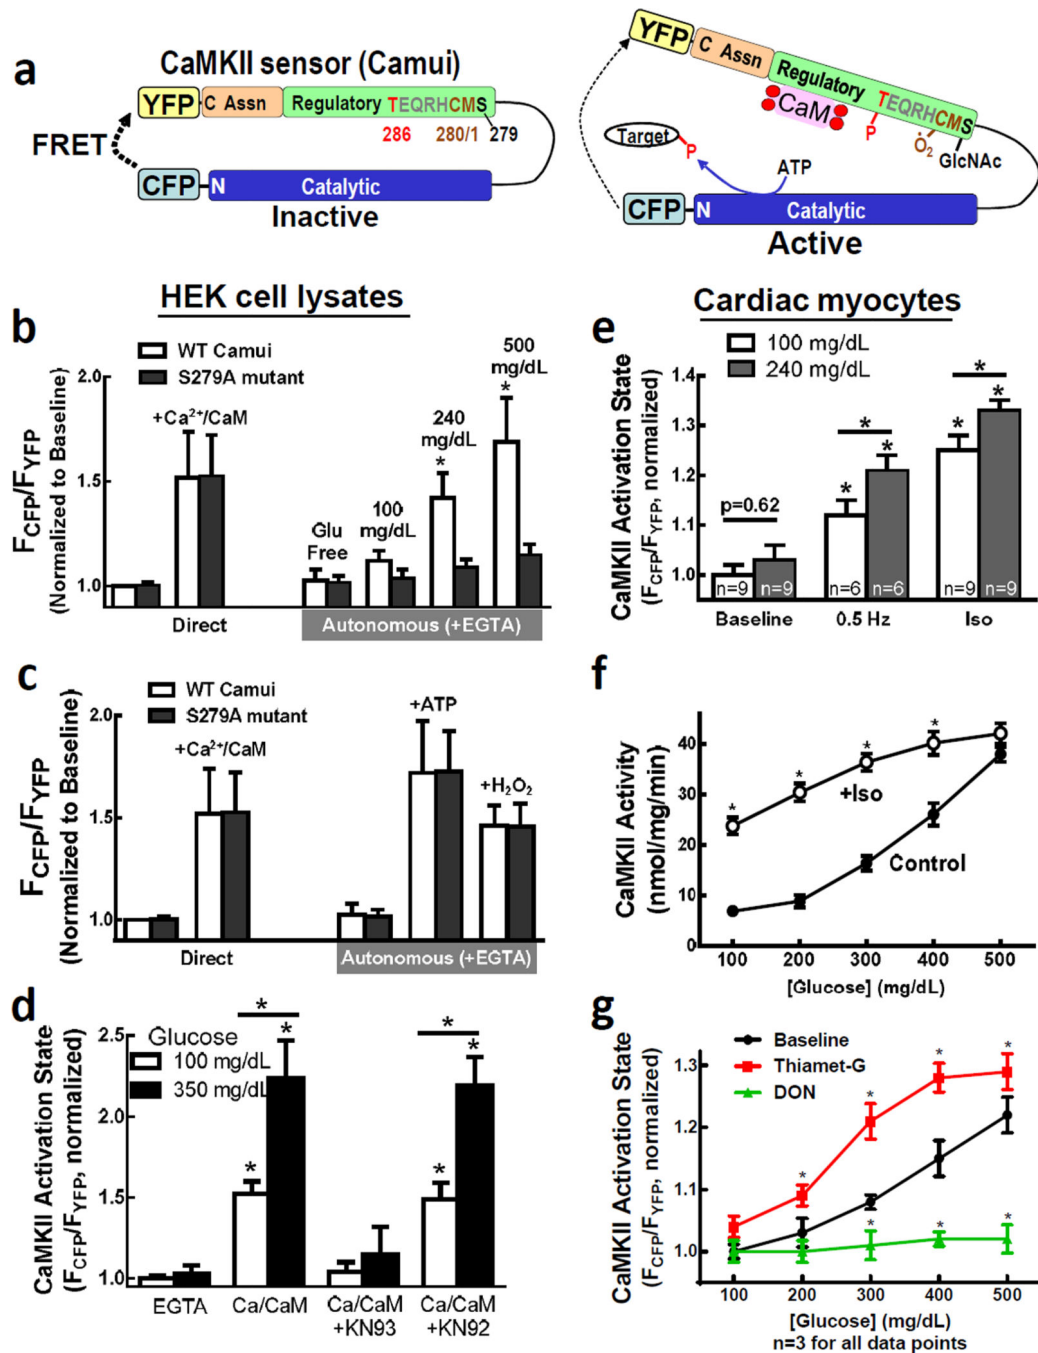 a
CaMKII sensor (Camui)
YFP C Assn Regulatory TEQRHCMS
286 280/1 279
FRET
CFP N Catalytic
Inactive
YFP C Assn Regulatory TEQRHCMS
CaM
P
O2
GlcNAc
Target
P
ATP
CFP N Catalytic
Active
HEK cell lysates
b
WT Camui
S279A mutant
+Ca²⁺/CaM
Glu Free
100 mg/dL
240 mg/dL
*
500 mg/dL
*
FCFP/FYFP
(Normalized to Baseline)
2.0
1.5
1.0
Direct
Autonomous (+EGTA)
c
WT Camui
S279A mutant
+Ca²⁺/CaM
+ATP
+H₂O₂
FCFP/FYFP
(Normalized to Baseline)
2.0
1.5
1.0
Direct
Autonomous (+EGTA)
d
Glucose
100 mg/dL
350 mg/dL
* * *
* * *
CaMKII Activation State
(FCFP/FYFP, normalized)
2.5
2.0
1.5
1.0
EGTA
Ca/CaM
Ca/CaM +KN93
Ca/CaM +KN92
Cardiac myocytes
e
100 mg/dL
240 mg/dL
p=0.62
* * *
* * *
CaMKII Activation State
(FCFP/FYFP, normalized)
1.4
1.3
1.2
1.1
1.0
n=9 n=9 n=6 n=6 n=9 n=9
Baseline 0.5 Hz Iso
f
CaMKII Activity
(nmol/mg/min)
40
30
20
10
0
* * * *
+Iso
Control
100 200 300 400 500
[Glucose] (mg/dL)
g
Baseline
Thiamet-G
DON
CaMKII Activation State
(FCFP/FYFP, normalized)
1.3
1.2
1.1
1.0
* * * *
* * *
100 200 300 400 500
[Glucose] (mg/dL)
n=3 for all data points